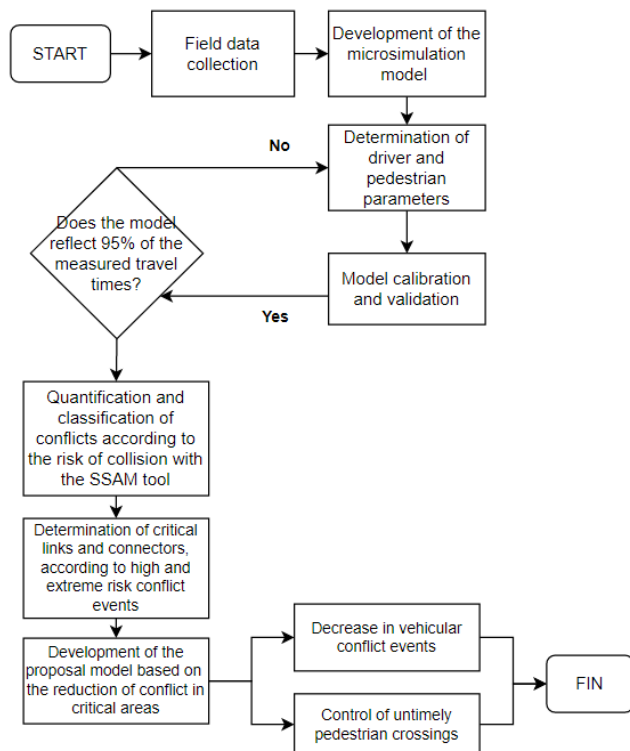 START
Field data
collection
Development of the
microsimulation
model
No
Determination of
driver and
pedestrian
parameters
Does the model
reflect 95% of the
measured travel
times?
Model calibration
and validation
Yes
Quantification and
classification of
conflicts according to
the risk of collision with
the SSAM tool
Determination of critical
links and connectors,
according to high and
extreme risk conflict
events
Development of the
proposal model based on
the reduction of conflict in
critical areas
Decrease in vehicular
conflict events
Control of untimely
pedestrian crossings
FIN